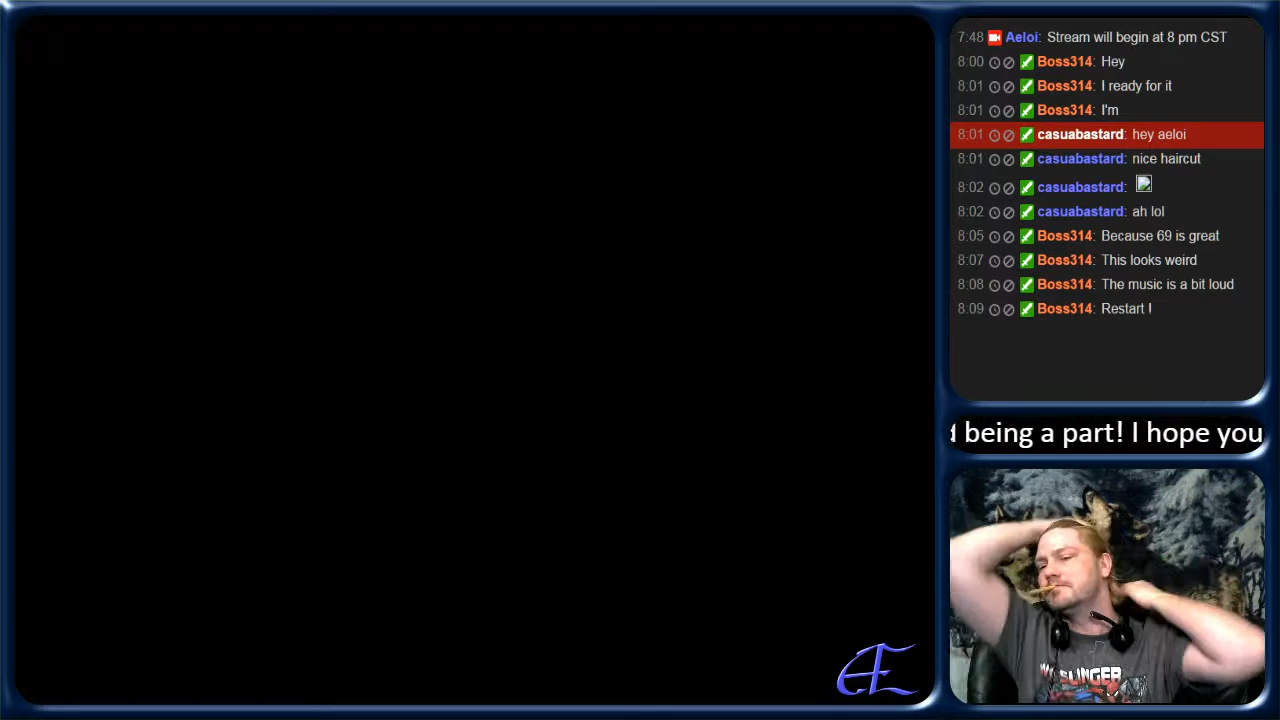 7:48 Aeloi: Stream will begin at 8 pm CST
8:00 Boss314: Hey
8:01 Boss314: I ready for it
8:01 Boss314: I'm
8:01 casuabastard: hey aeloi
8:01 casuabastard: nice haircut
8:02 casuabastard:
8:02 casuabastard: ah lol
8:05 Boss314: Because 69 is great
8:07 Boss314: This looks weird
8:08 Boss314: The music is a bit loud
8:09 Boss314: Restart !
being a part! I hope you
Æ
SLINGER